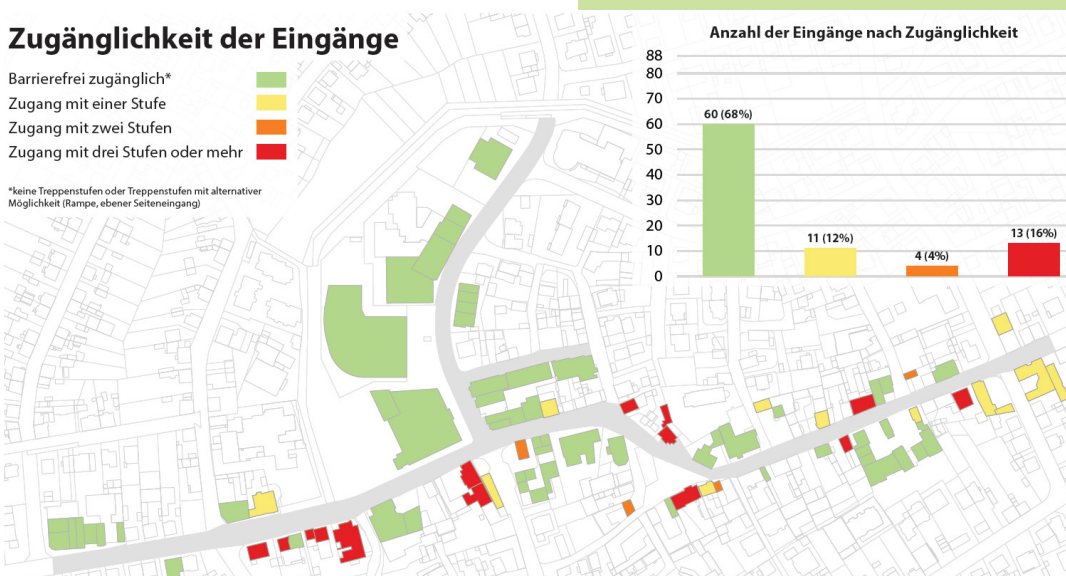 Zugänglichkeit der Eingänge
Barrierefrei zugänglich*
Zugang mit einer Stufe
Zugang mit zwei Stufen
Zugang mit drei Stufen oder mehr
*keine Treppenstufen oder Treppenstufen mit alternativer
Möglichkeit (Rampe, ebener Seiteneingang)
Anzahl der Eingänge nach Zugänglichkeit
88
80
70
60
50
40
30
20
10
0
60 (68%)
11 (12%)
4 (4%)
13 (16%)